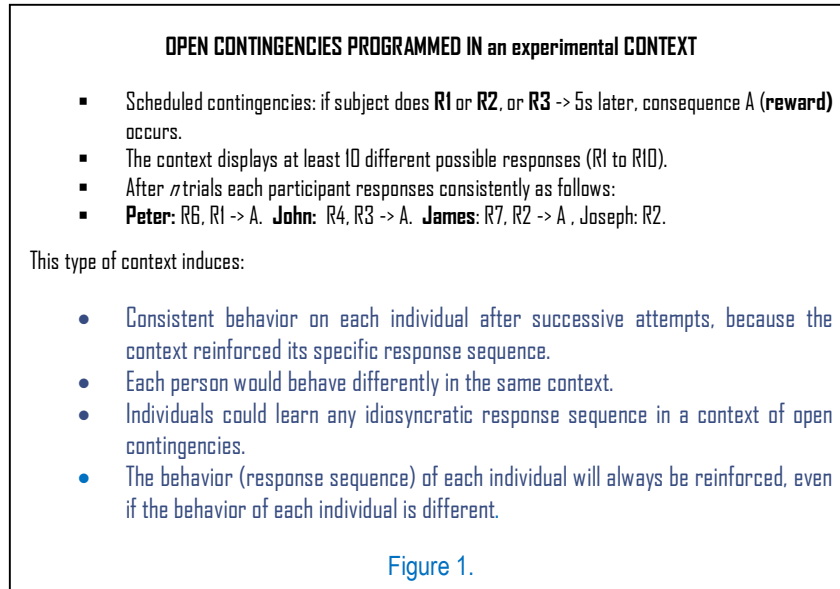 OPEN CONTINGENCIES PROGRAMMED IN an experimental CONTEXT
▪ Scheduled contingencies: if subject does R1 or R2, or R3 -> 5s later, consequence A (reward)
occurs.
▪ The context displays at least 10 different possible responses (R1 to R10).
▪ After n trials each participant responses consistently as follows:
▪ Peter: R6, R1 -> A. John: R4, R3 -> A. James: R7, R2 -> A , Joseph: R2.
This type of context induces:
● Consistent behavior on each individual after successive attempts, because the
context reinforced its specific response sequence.
● Each person would behave differently in the same context.
● Individuals could learn any idiosyncratic response sequence in a context of open
contingencies.
● The behavior (response sequence) of each individual will always be reinforced, even
if the behavior of each individual is different.
Figure 1.